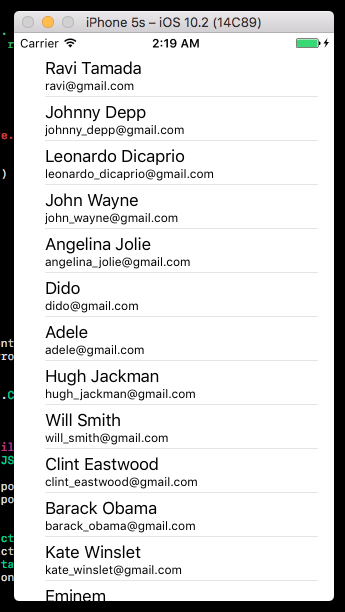 iPhone 5s – iOS 10.2 (14C89)
Carrier 2:19 AM
Ravi Tamada
ravi@gmail.com
Johnny Depp
johnny_depp@gmail.com
Leonardo Dicaprio
leonardo_dicaprio@gmail.com
John Wayne
john_wayne@gmail.com
Angelina Jolie
angelina_jolie@gmail.com
Dido
dido@gmail.com
Adele
adele@gmail.com
Hugh Jackman
hugh_jackman@gmail.com
Will Smith
will_smith@gmail.com
Clint Eastwood
clint_eastwood@gmail.com
Barack Obama
barack_obama@gmail.com
Kate Winslet
kate_winslet@gmail.com
Eminem